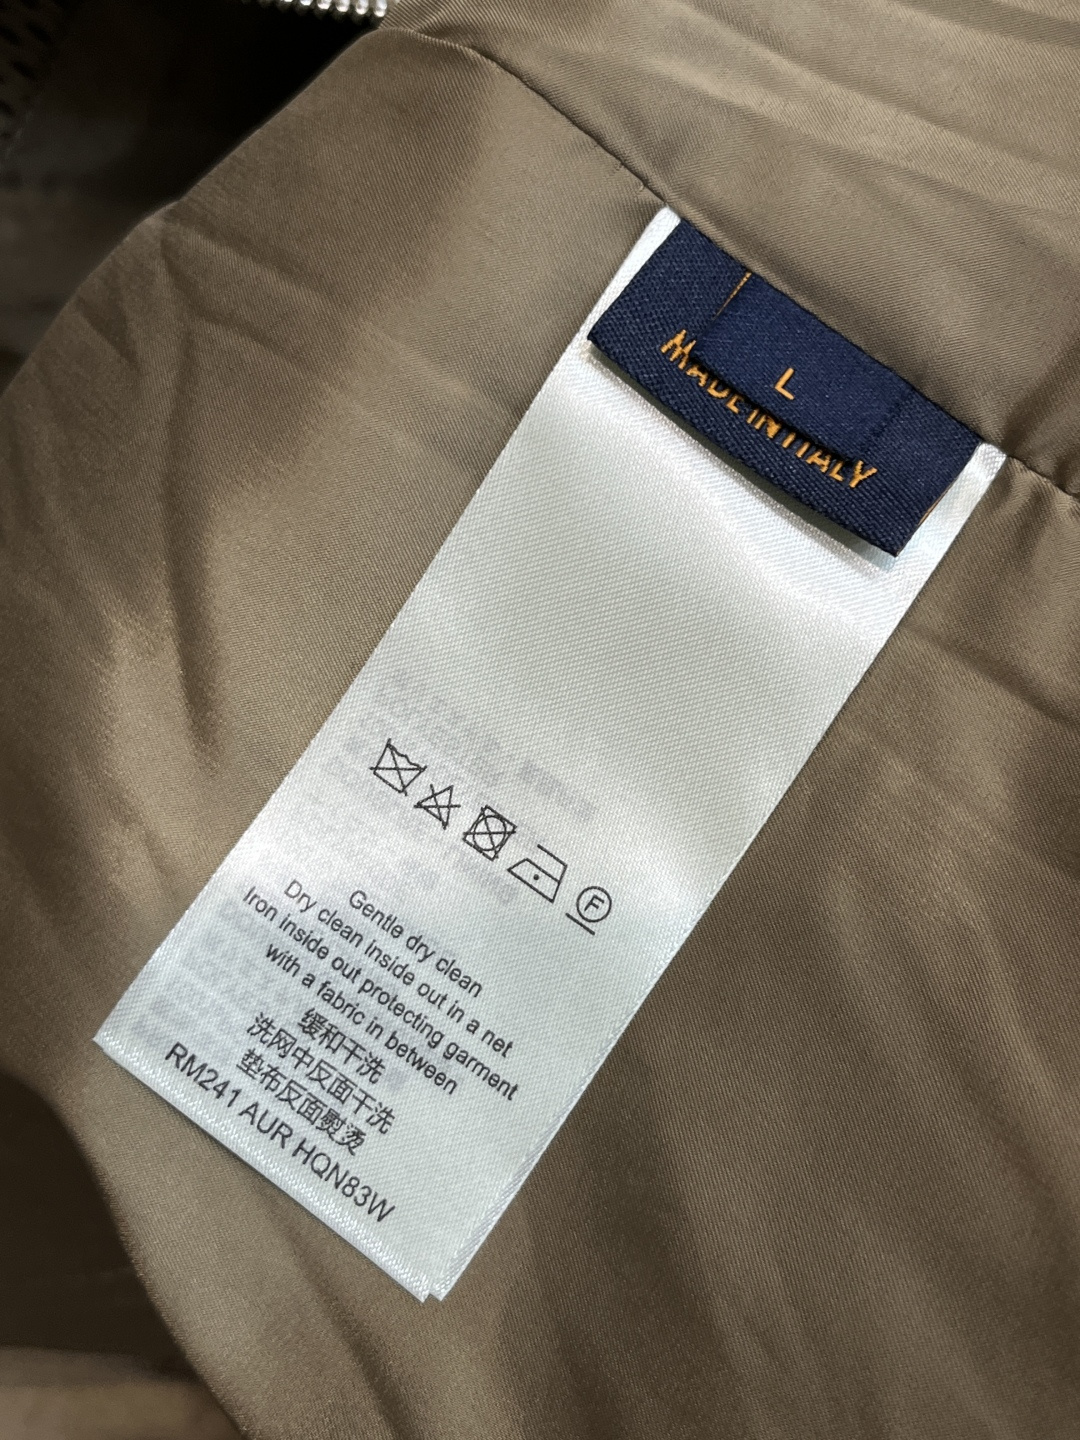 L
MADE IN ITALY
F
Gentle dry clean
Dry clean inside out in a net
Iron inside out protecting garment
with a fabric in between
缓和干洗
洗网中反面干洗
垫布反面熨烫
RM241 AUR HQN83W